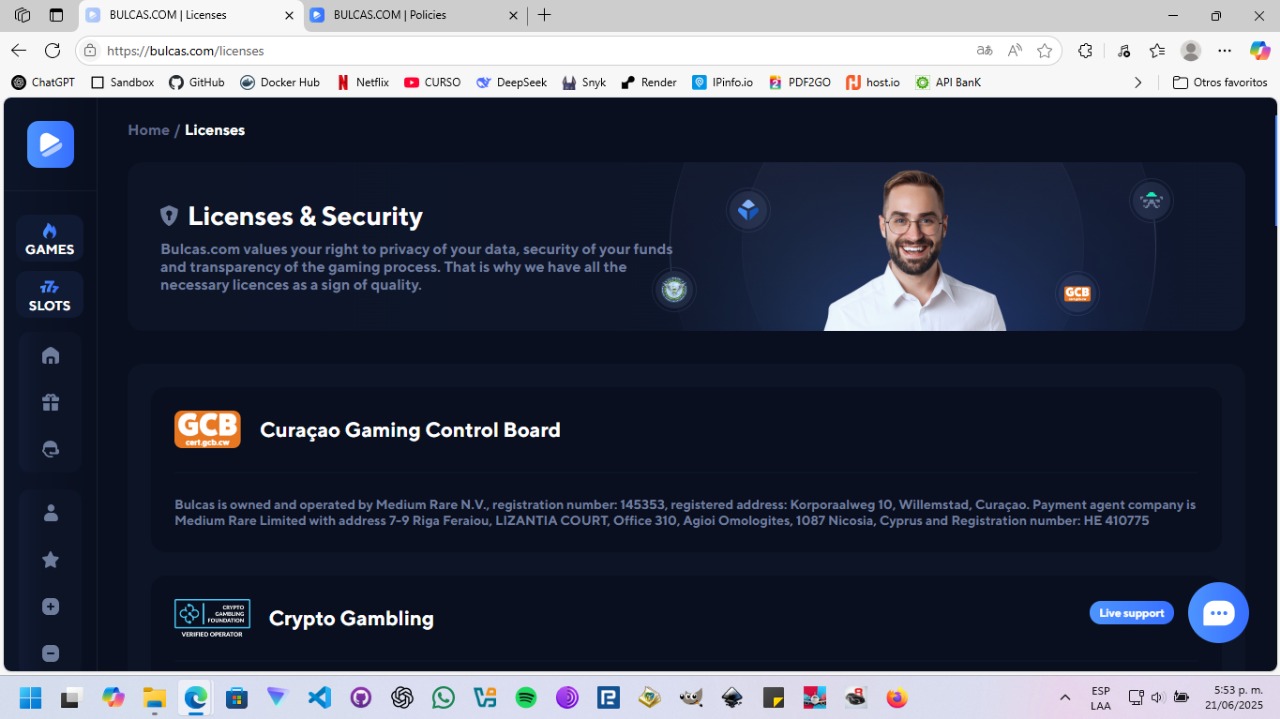 BULCAS.COM | Licenses
BULCAS.COM | Policies
https://bulcas.com/licenses
ChatGPT
Sandbox
GitHub
Docker Hub
Netflix
CURSO
DeepSeek
Snyk
Render
IPinfo.io
PDF2GO
host.io
API BanK
Otros favoritos
Home / Licenses
GAMES
SLOTS
Licenses & Security
Bulcas.com values your right to privacy of your data, security of your funds
and transparency of the gaming process. That is why we have all the
necessary licences as a sign of quality.
GCB
GCB
cert.gcb.cw
Curaçao Gaming Control Board
Bulcas is owned and operated by Medium Rare N.V., registration number: 145353, registered address: Korporaalweg 10, Willemstad, Curaçao. Payment agent company is
Medium Rare Limited with address 7-9 Riga Feraiou, LIZANTIA COURT, Office 310, Agioi Omologites, 1087 Nicosia, Cyprus and Registration number: HE 410775
CRYPTO
GAMBLING
FOUNDATION
VERIFIED OPERATOR
Crypto Gambling
Live support
ESP
LAA
5:53 p. m.
21/06/2025